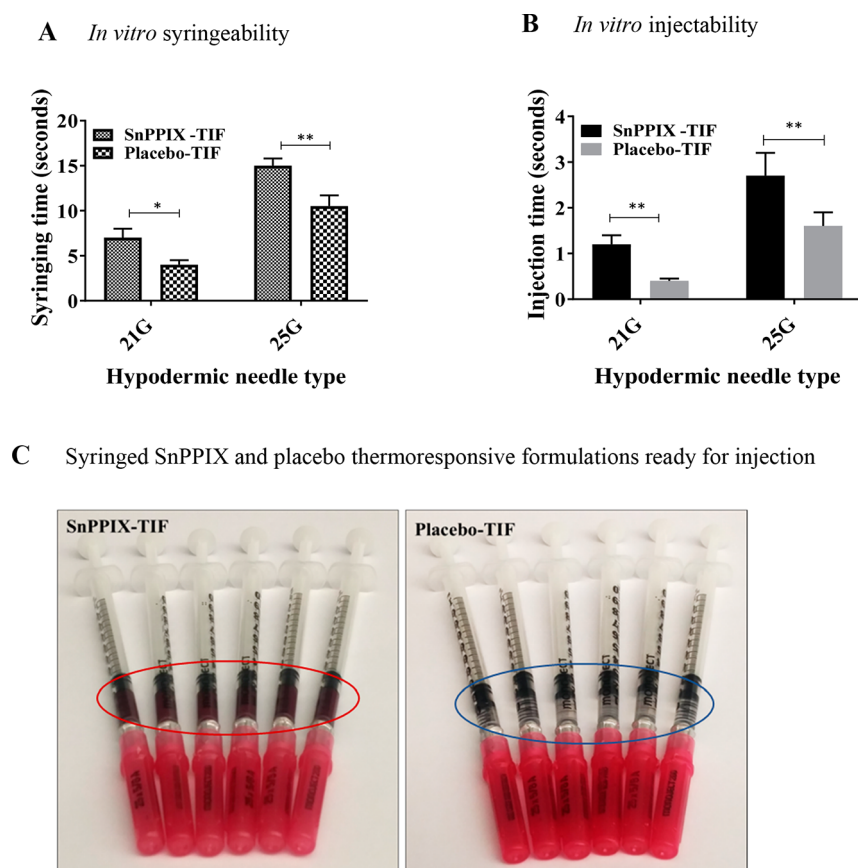 A In vitro syringeability
20
15
10
5
0
Syringing time (seconds)
SnPPIX -TIF
Placebo-TIF
*
**
21G
25G
Hypodermic needle type
B In vitro injectability
4
3
2
1
0
Injection time (seconds)
SnPPIX -TIF
Placebo-TIF
**
**
21G
25G
Hypodermic needle type
C Syringed SnPPIX and placebo thermoresponsive formulations ready for injection
SnPPIX-TIF
Placebo-TIF